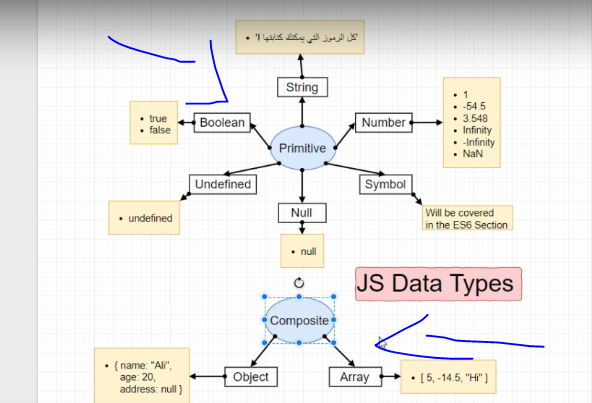 • 'كل الرموز التي يمكنك كتابتها !'
String
• true
• false
Boolean
Primitive
Number
• 1
• -54.5
• 3.548
• Infinity
• -Infinity
• NaN
Undefined
• undefined
Null
• null
Symbol
Will be covered
in the ES6 Section
JS Data Types
Composite
Object
• { name: "Ali",
age: 20,
address: null }
Array
• [ 5, -14.5, "Hi" ]